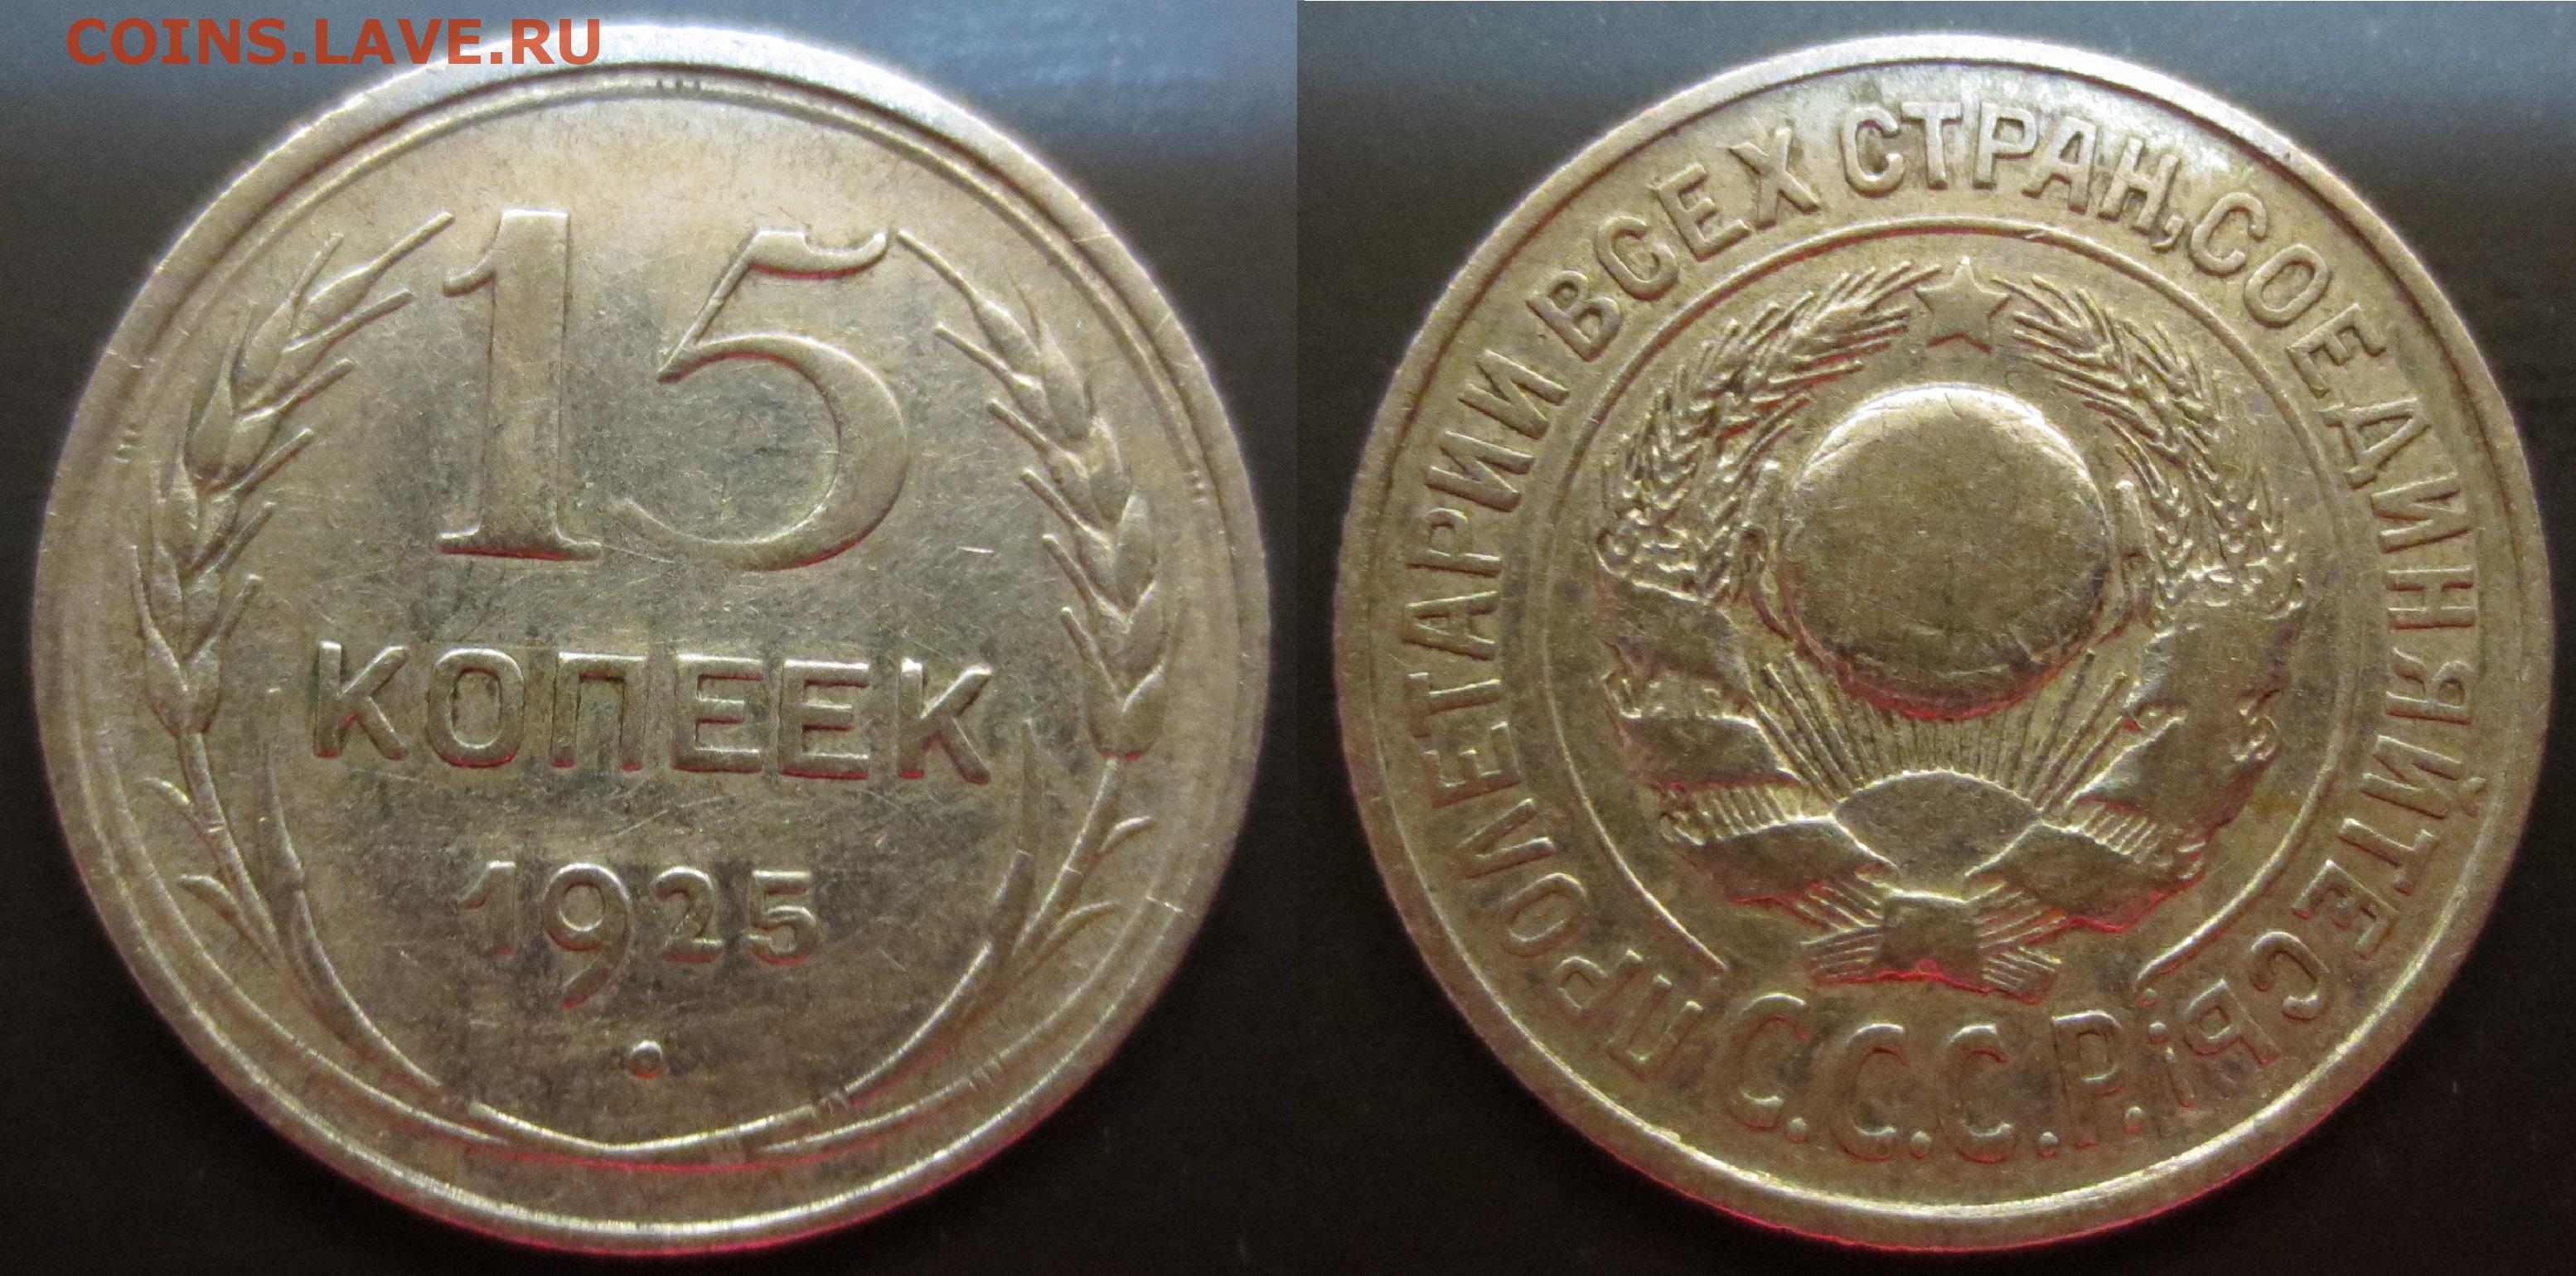 COINS.LAVE.RU
15
КОПЕЕК
1925
ПРОЛЕТАРИИ ВСЕХ СТРАН, СОЕДИНЯЙТЕСЬ!
С.С.С.Р.